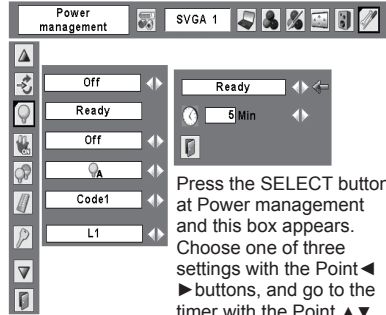 Power
management
SVGA 1
Off
Ready
Off
A
Code1
L1
Ready
5 Min
Press the SELECT button
at Power management
and this box appears.
Choose one of three
settings with the Point◄
►buttons, and go to the
timer with the Point ▲▼